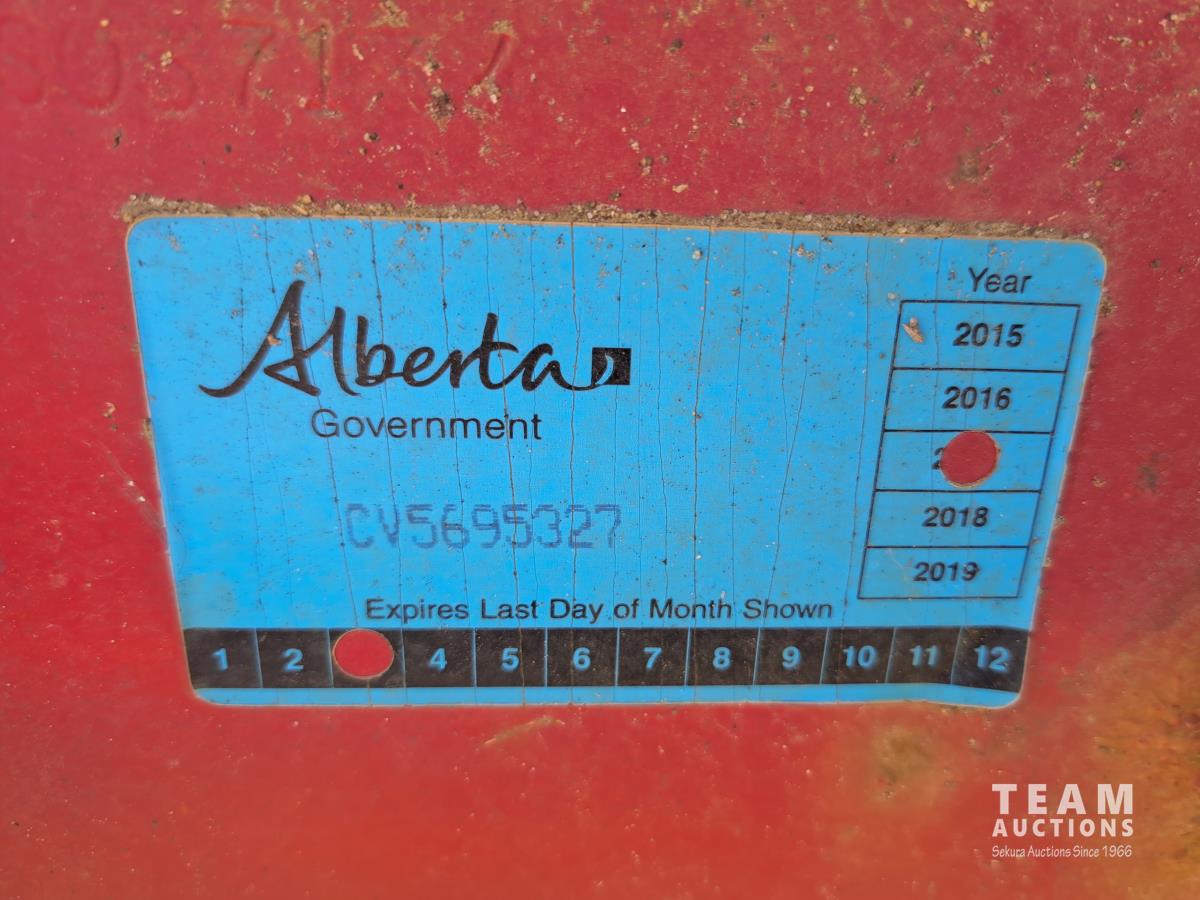 Alberta
Government
CV5695327
Year
2015
2016
2018
2019
Expires Last Day of Month Shown
1 2 4 5 6 7 8 9 10 11 12
TEAM
AUCTIONS
Sekura Auctions Since 1966